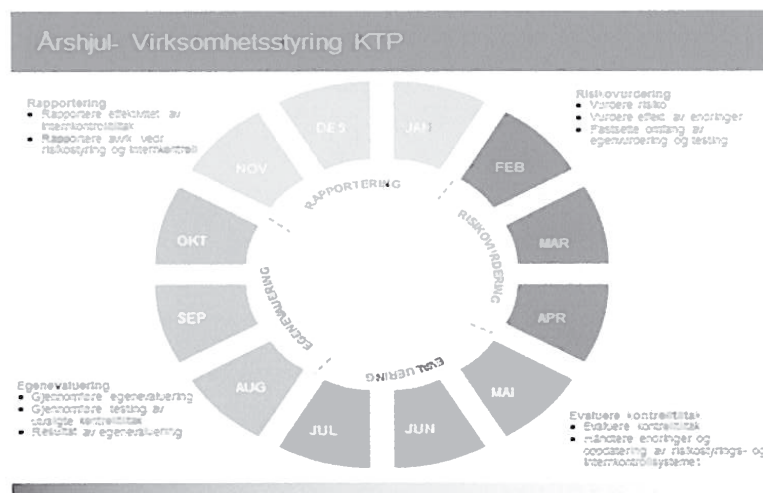 Årshjul- Virksomhetsstyring KTP
Rapportering
• Rapportere effektivitet av
internkontrolltiltak
• Rapportere avvik vedr
risikostyring og internkontroll
Risikovurdering
• Vurdere risiko
• Vurdere effekt av endringer
• Fastsette omfang av
egenvurdering og testing
DES
JAN
NOV
FEB
RAPPORTERING
OKT
RISIKOVURDERING
MAR
SEP
EGENEVALUERING
APR
EVALUERING
AUG
MAI
JUL
JUN
Egenevaluering
• Gjennomføre egenevaluering
• Gjennomføre testing av
utvalgte kontrolltiltak
• Resultat av egenevaluering
Evaluere kontrolltiltak
• Evaluere kontrolltiltak
• Håndtere endringer og
oppdatering av risikostyrings- og
internkontrollsystemet